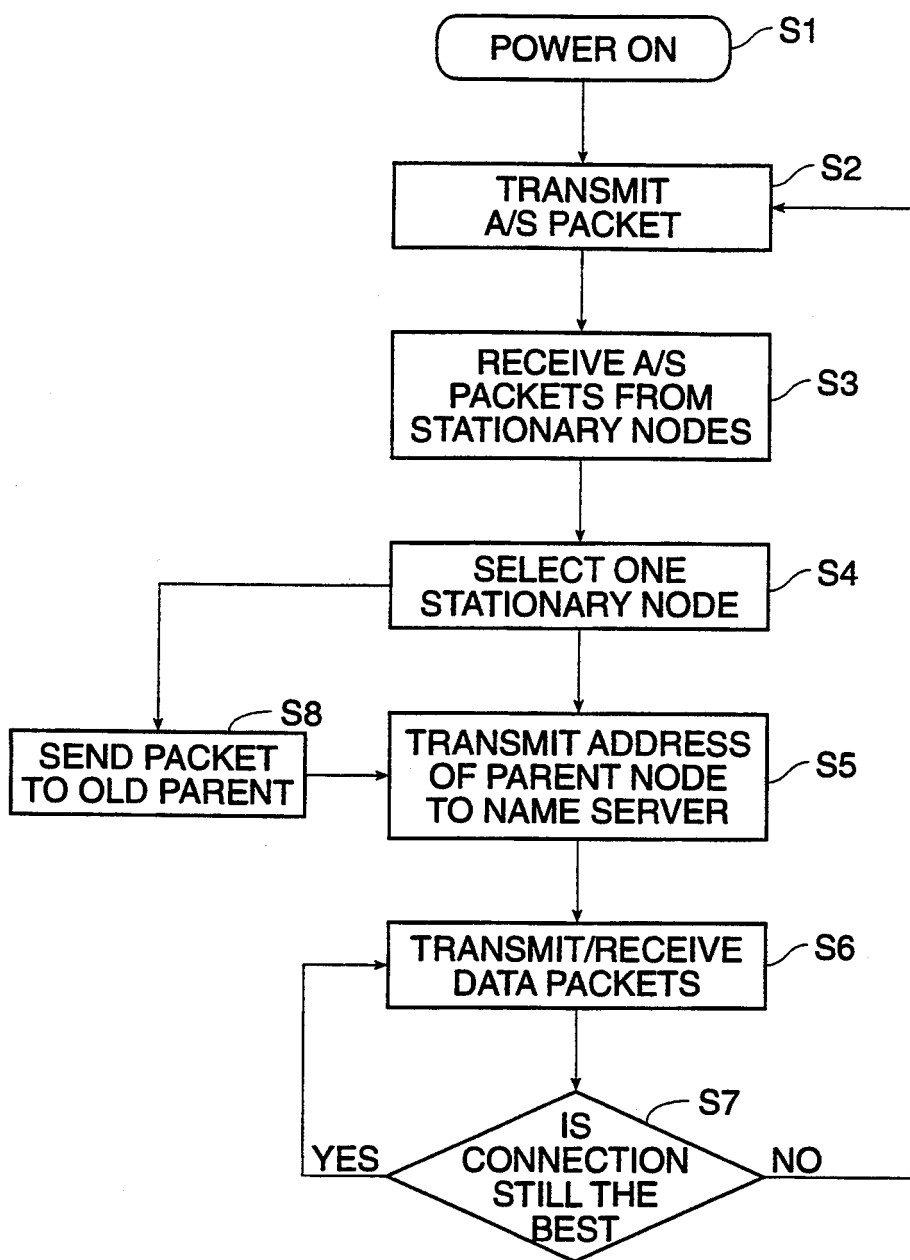 POWER ON
S1
TRANSMIT
A/S PACKET
S2
RECEIVE A/S
PACKETS FROM
STATIONARY NODES
S3
SELECT ONE
STATIONARY NODE
S4
SEND PACKET
TO OLD PARENT
S8
TRANSMIT ADDRESS
OF PARENT NODE
TO NAME SERVER
S5
TRANSMIT/RECEIVE
DATA PACKETS
S6
IS
CONNECTION
STILL THE
BEST
S7
YES
NO